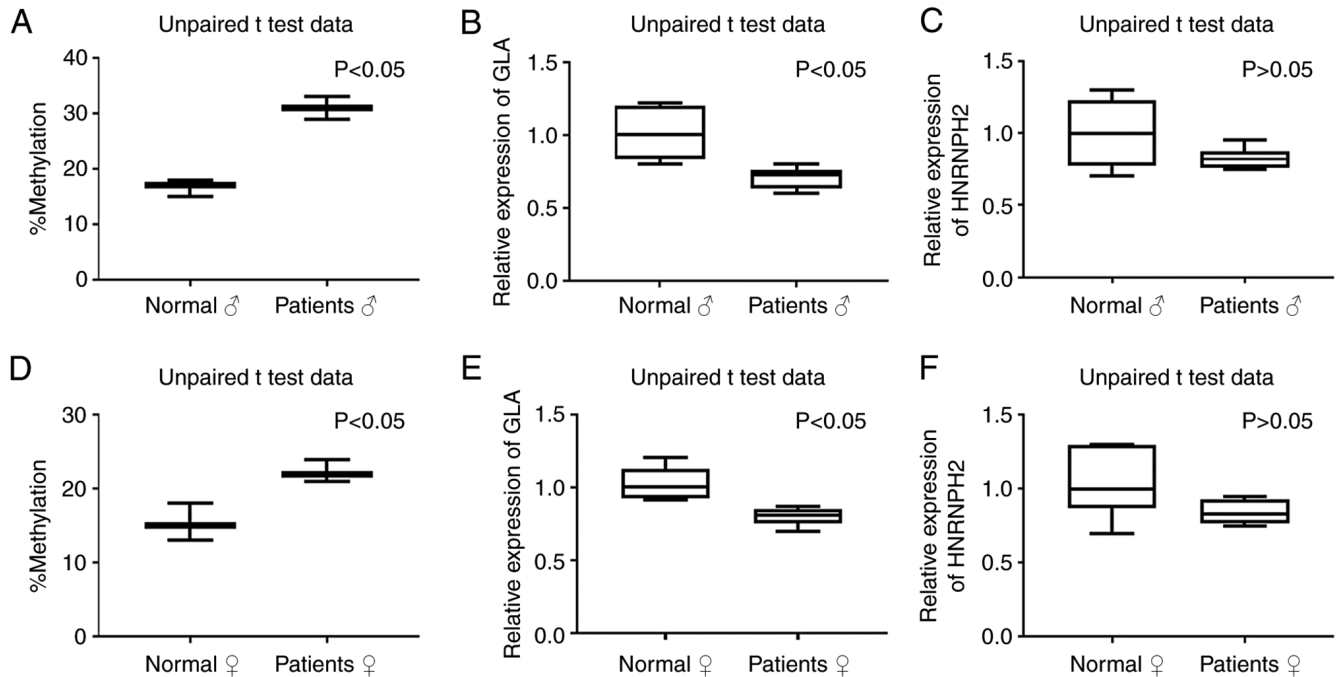 A
Unpaired t test data
P<0.05
%Methylation
40
30
20
10
0
Normal ♂
Patients ♂
B
Unpaired t test data
P<0.05
Relative expression of GLA
1.5
1.0
0.5
0.0
Normal ♂
Patients ♂
C
Unpaired t test data
P>0.05
Relative expression
of HNRNPH2
1.5
1.0
0.5
0.0
Normal ♂
Patients ♂
D
Unpaired t test data
P<0.05
%Methylation
30
20
10
0
Normal ♀
Patients ♀
E
Unpaired t test data
P<0.05
Relative expression of GLA
1.5
1.0
0.5
0.0
Normal ♀
Patients ♀
F
Unpaired t test data
P>0.05
Relative expression
of HNRNPH2
1.5
1.0
0.5
0.0
Normal ♀
Patients ♀